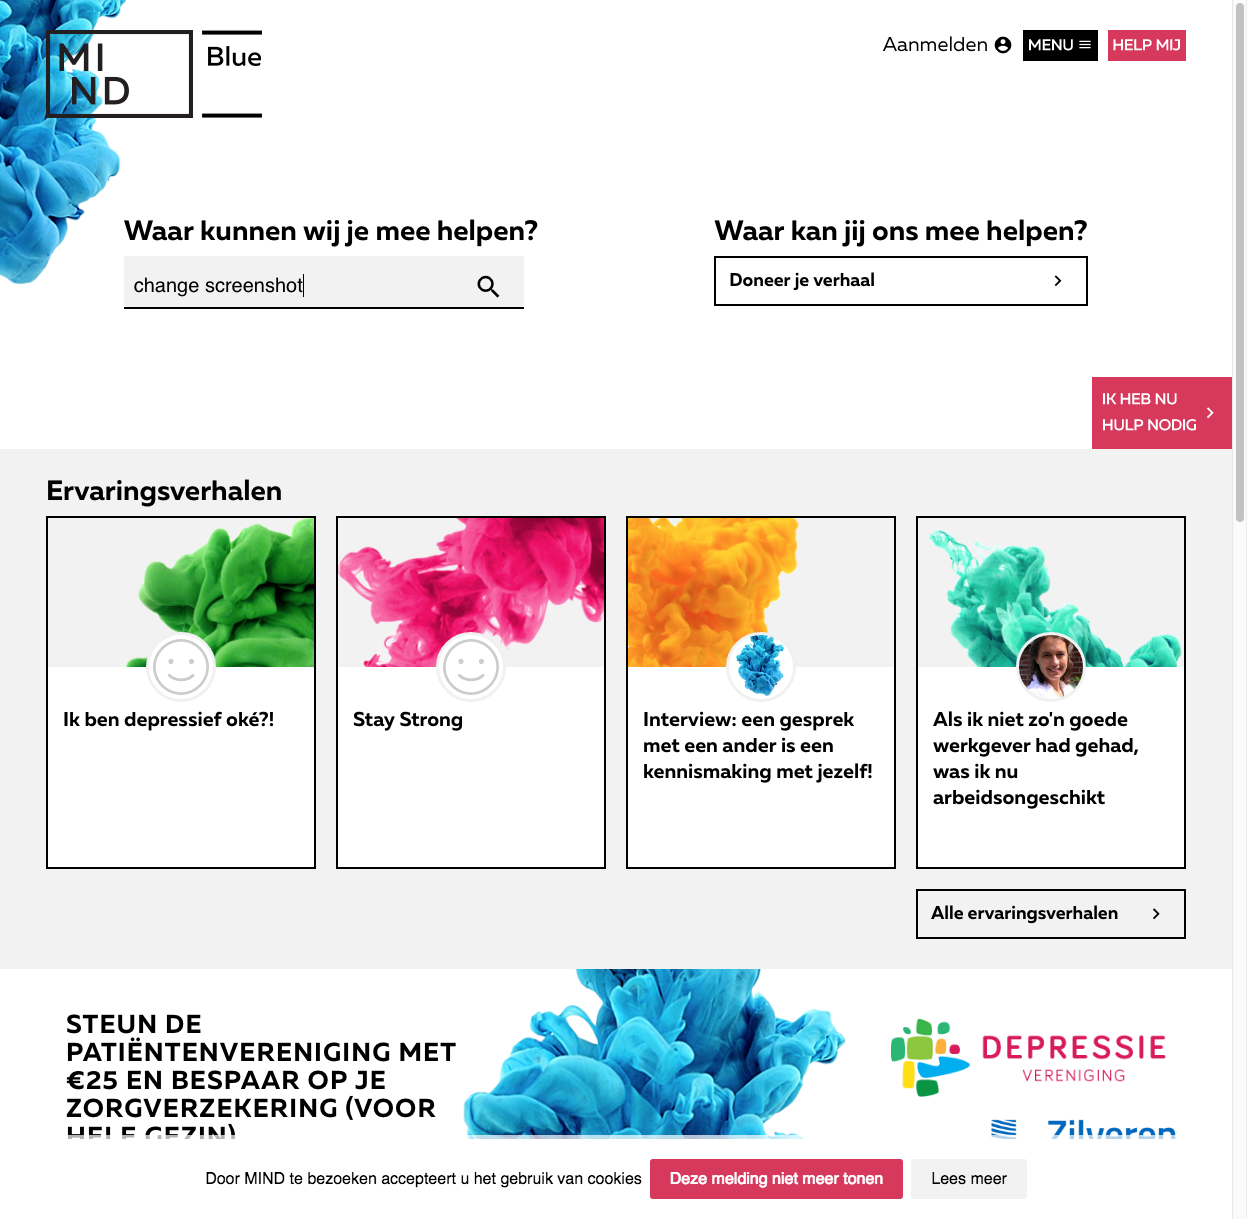 MI
ND
Blue
Aanmelden
MENU
HELP MIJ
Waar kunnen wij je mee helpen?
change screenshot
Waar kan jij ons mee helpen?
Doneer je verhaal
IK HEB NU
HULP NODIG
Ervaringsverhalen
Ik ben depressief oké?!
Stay Strong
Interview: een gesprek
met een ander is een
kennismaking met jezelf!
Als ik niet zo'n goede
werkgever had gehad,
was ik nu
arbeidsongeschikt
Alle ervaringsverhalen
STEUN DE
PATIËNTENVERENIGING MET
€25 EN BESPAAR OP JE
ZORGVERZEKERING (VOOR
HELE GEZIN)
DEPRESSIE
VERENIGING
Zilveren
Door MIND te bezoeken accepteert u het gebruik van cookies
Deze melding niet meer tonen
Lees meer